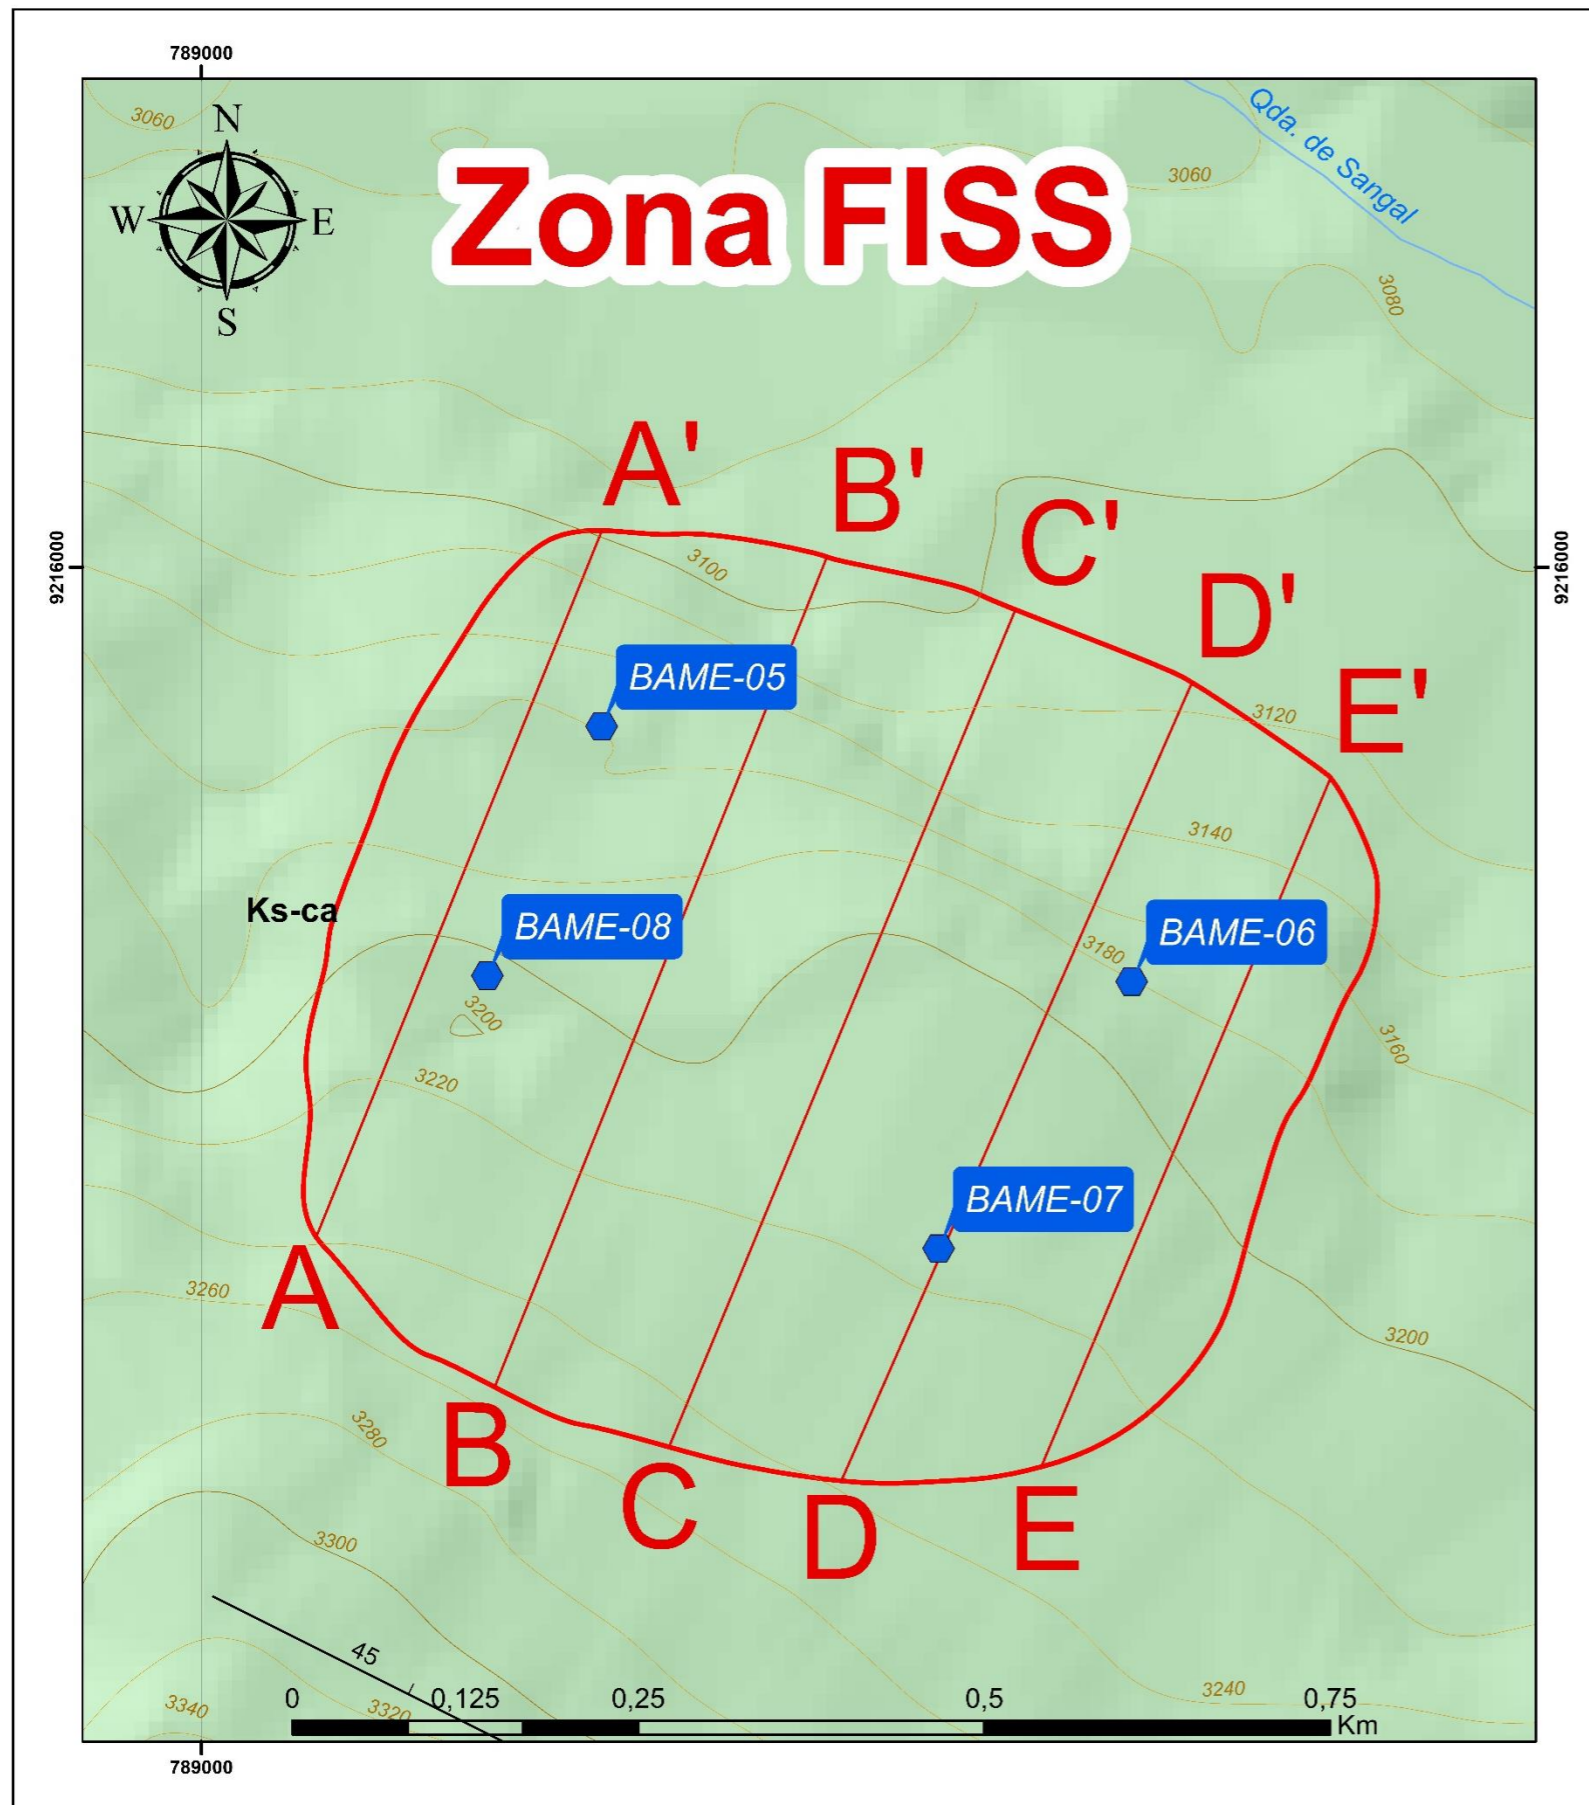 789000
3060
N
Qda. de Sangal
Zona FISS
3060
W
E
S
3080
A'
B'
C'
9216000
9216000
3100
D'
BAME-05
E'
3120
3140
Ks-ca
BAME-08
BAME-06
3180
3200
3160
3220
BAME-07
A
3260
3200
B
3280
C
D
E
3300
45
0
0,125
0,25
0,5
0,75
Km
3340
3320
3240
789000